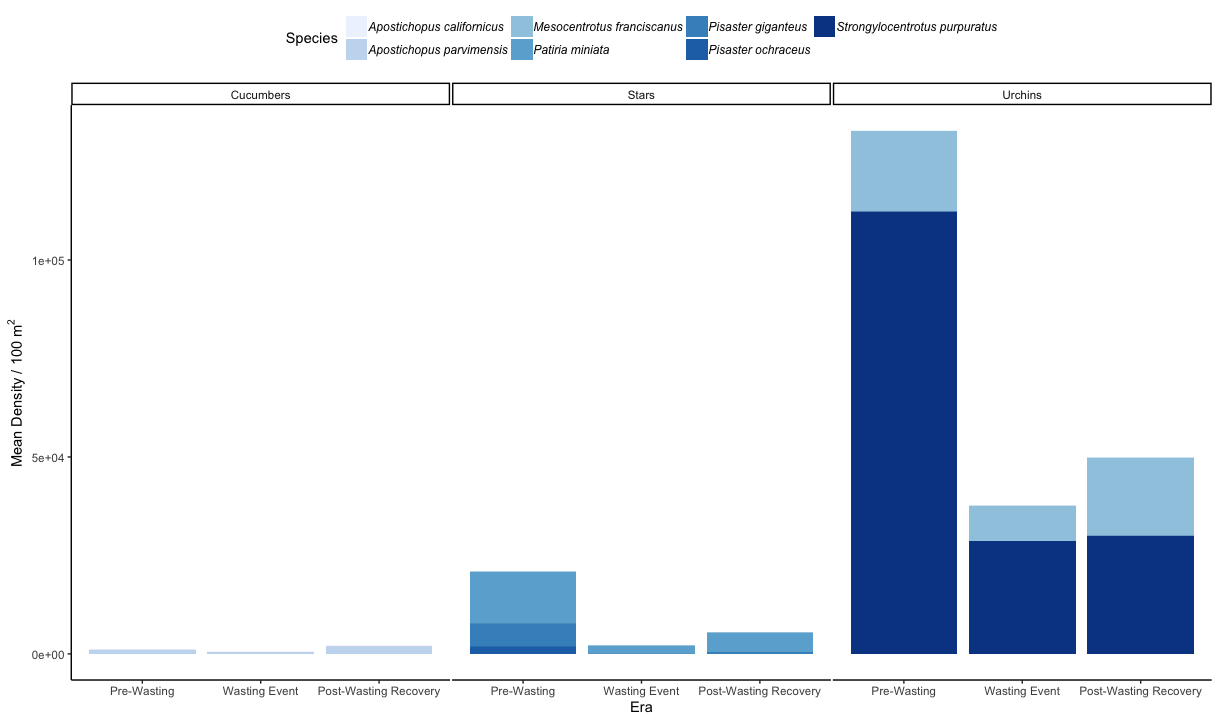 Species
Apostichopus californicus
Mesocentrotus franciscanus
Pisaster giganteus
Strongylocentrotus purpuratus
Apostichopus parvimensis
Patiria miniata
Pisaster ochraceus
Cucumbers
Stars
Urchins
1e+05
5e+04
0e+00
Mean Density / 100 m²
Pre-Wasting
Wasting Event
Post-Wasting Recovery
Pre-Wasting
Wasting Event
Post-Wasting Recovery
Pre-Wasting
Wasting Event
Post-Wasting Recovery
Era